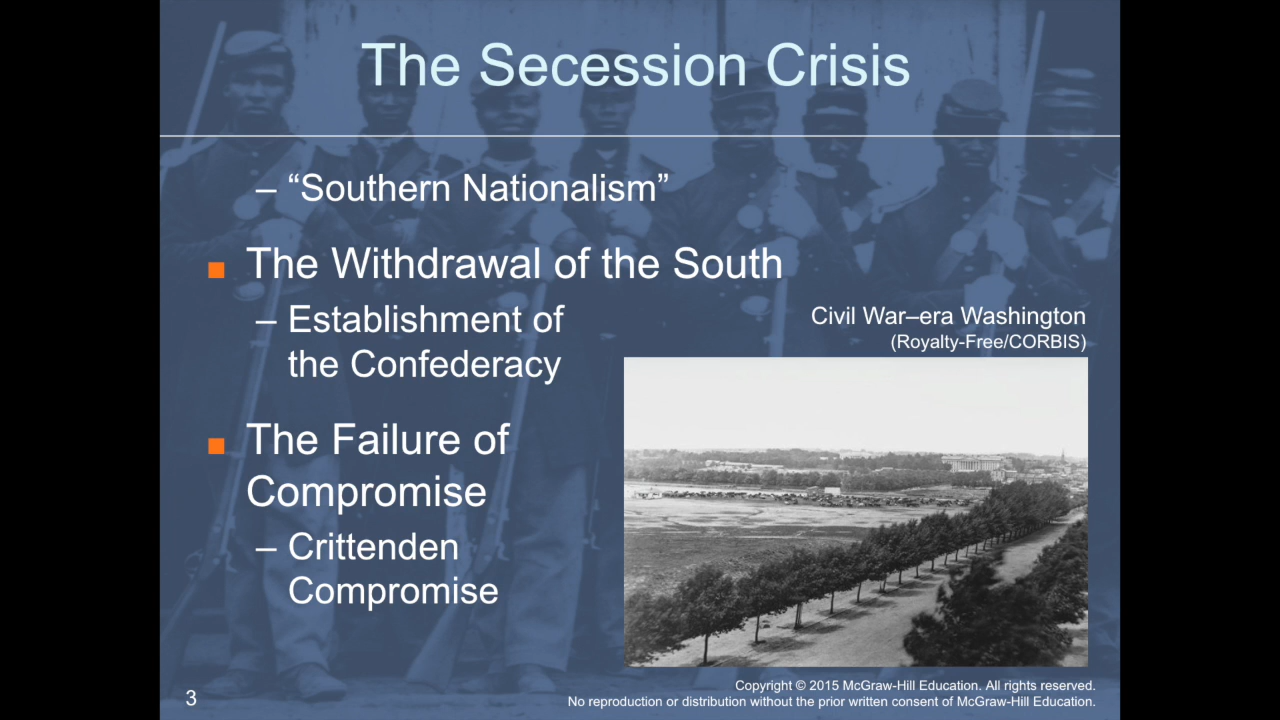 The Secession Crisis
– “Southern Nationalism”
■ The Withdrawal of the South
– Establishment of
the Confederacy
Civil War–era Washington
(Royalty-Free/CORBIS)
■ The Failure of
Compromise
– Crittenden
Compromise
3
Copyright © 2015 McGraw-Hill Education. All rights reserved.
No reproduction or distribution without the prior written consent of McGraw-Hill Education.